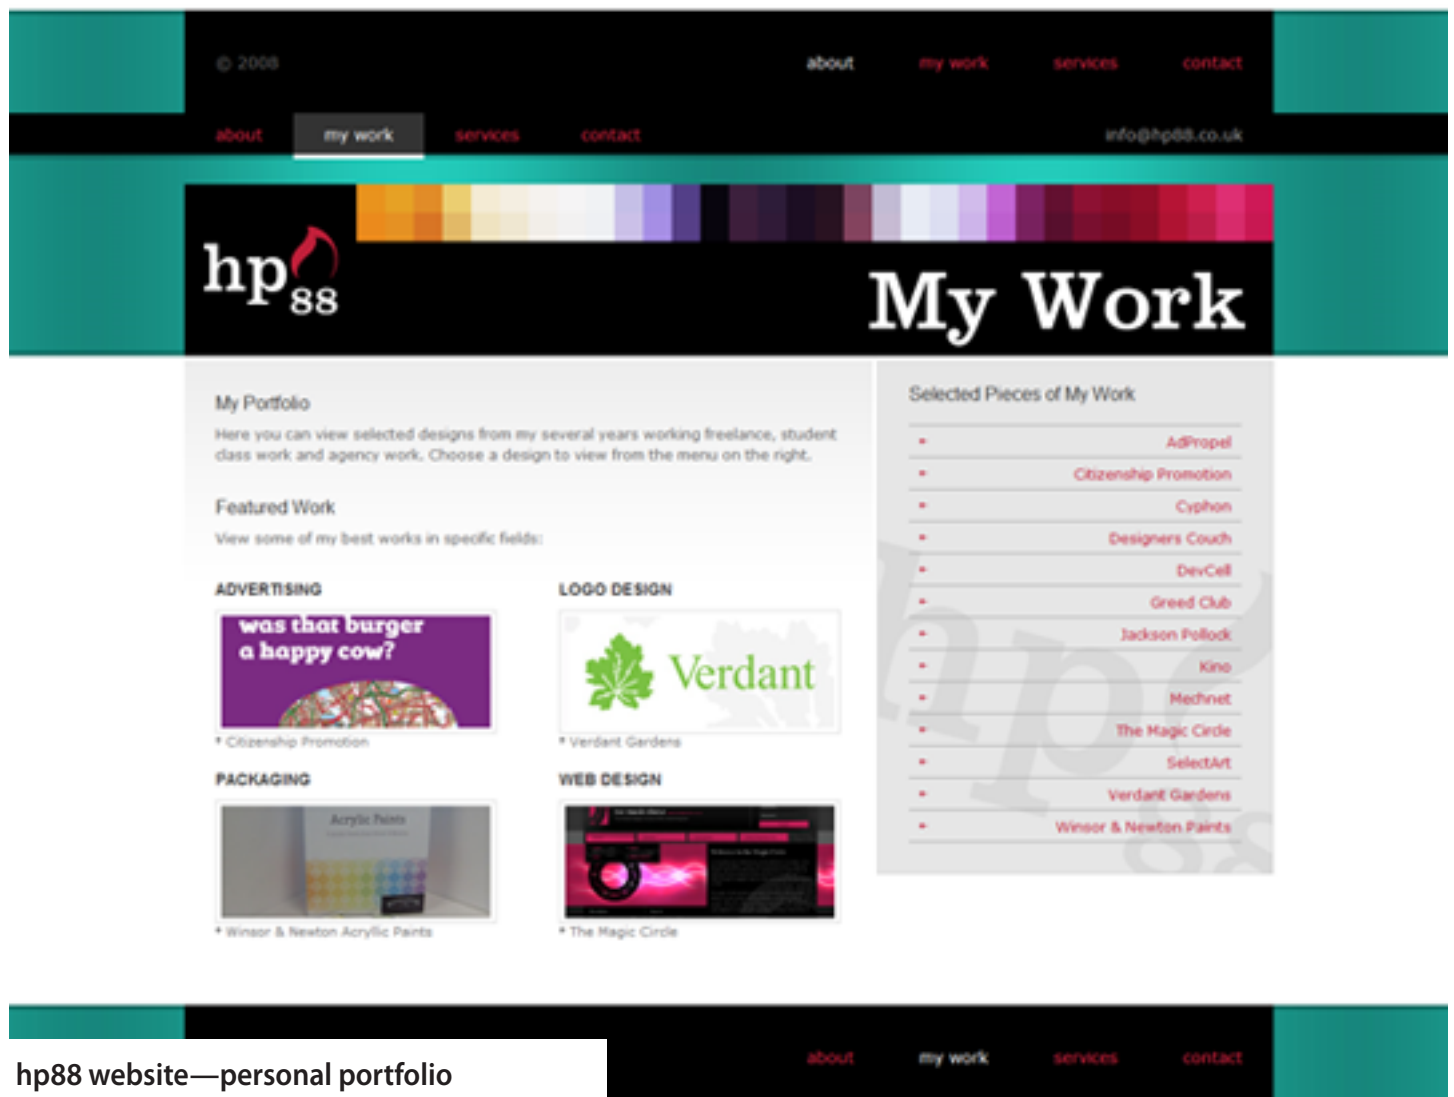 © 2008
about my work services contact
about my work services contact info@hp88.co.uk
hp88
My Work
My Portfolio
Here you can view selected designs from my several years working freelance, student
class work and agency work. Choose a design to view from the menu on the right.
Featured Work
View some of my best works in specific fields:
ADVERTISING
was that burger
a happy cow?
* Citizenship Promotion
LOGO DESIGN
Verdant
* Verdant Gardens
PACKAGING
Acrylic Paints
* Winsor & Newton Acryllic Paints
WEB DESIGN
* The Magic Circle
Selected Pieces of My Work
AdPropel
Citizenship Promotion
Cyphon
Designers Couch
DevCell
Greed Club
Jackson Pollock
Kino
Mechnet
The Magic Circle
SelectArt
Verdant Gardens
Winsor & Newton Paints
hp88
about my work services contact
hp88 website—personal portfolio